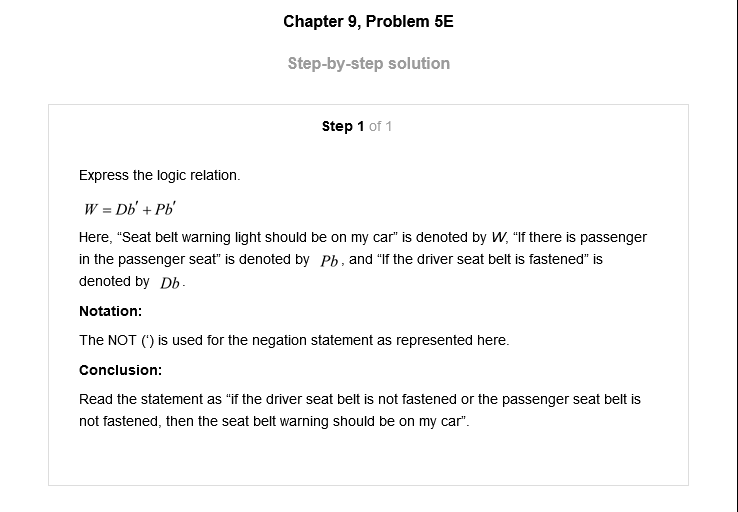 Chapter 9, Problem 5E
Step-by-step solution
Step 1 of 1
Express the logic relation.
W = Db′ + Pb′
Here, “Seat belt warning light should be on my car” is denoted by W, “If there is passenger
in the passenger seat” is denoted by Pb, and “If the driver seat belt is fastened” is
denoted by Db.
Notation:
The NOT (‘) is used for the negation statement as represented here.
Conclusion:
Read the statement as “if the driver seat belt is not fastened or the passenger seat belt is
not fastened, then the seat belt warning should be on my car”.